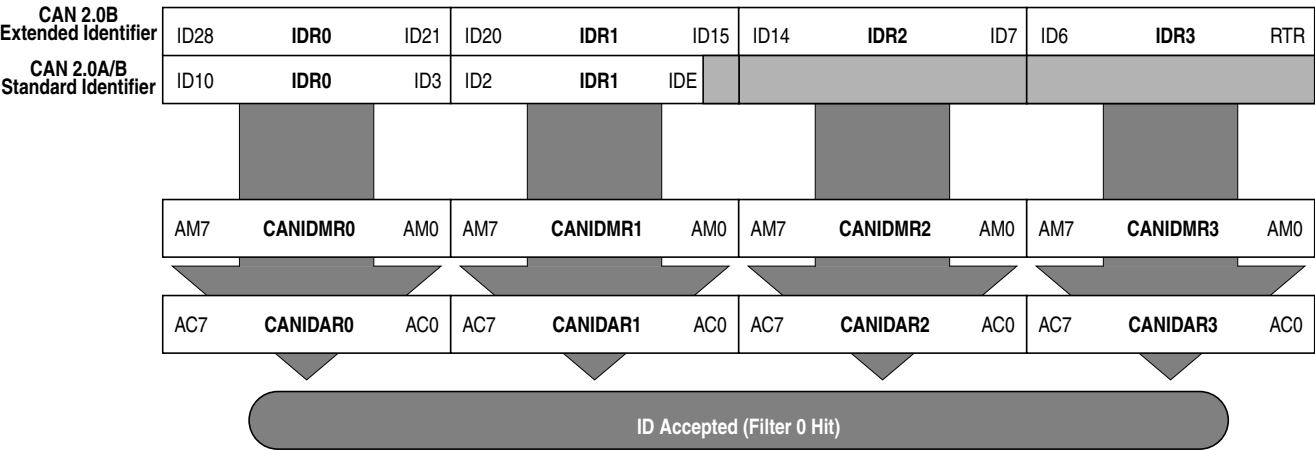 CAN 2.0B
Extended Identifier
ID28 IDR0 ID21 ID20 IDR1 ID15 ID14 IDR2 ID7 ID6 IDR3 RTR
CAN 2.0A/B
Standard Identifier
ID10 IDR0 ID3 ID2 IDR1 IDE
AM7 CANIDMR0 AM0 AM7 CANIDMR1 AM0 AM7 CANIDMR2 AM0 AM7 CANIDMR3 AM0
AC7 CANIDAR0 AC0 AC7 CANIDAR1 AC0 AC7 CANIDAR2 AC0 AC7 CANIDAR3 AC0
ID Accepted (Filter 0 Hit)